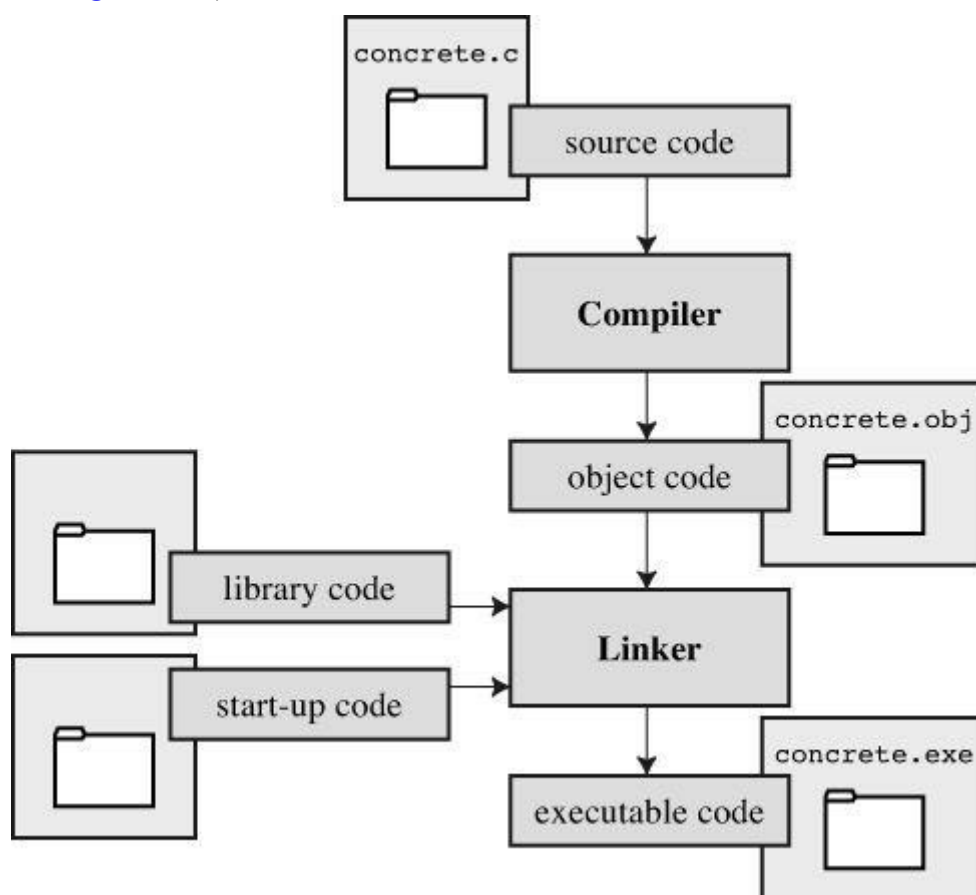 concrete.c
source code
Compiler
concrete.obj
object code
library code
Linker
start-up code
concrete.exe
executable code